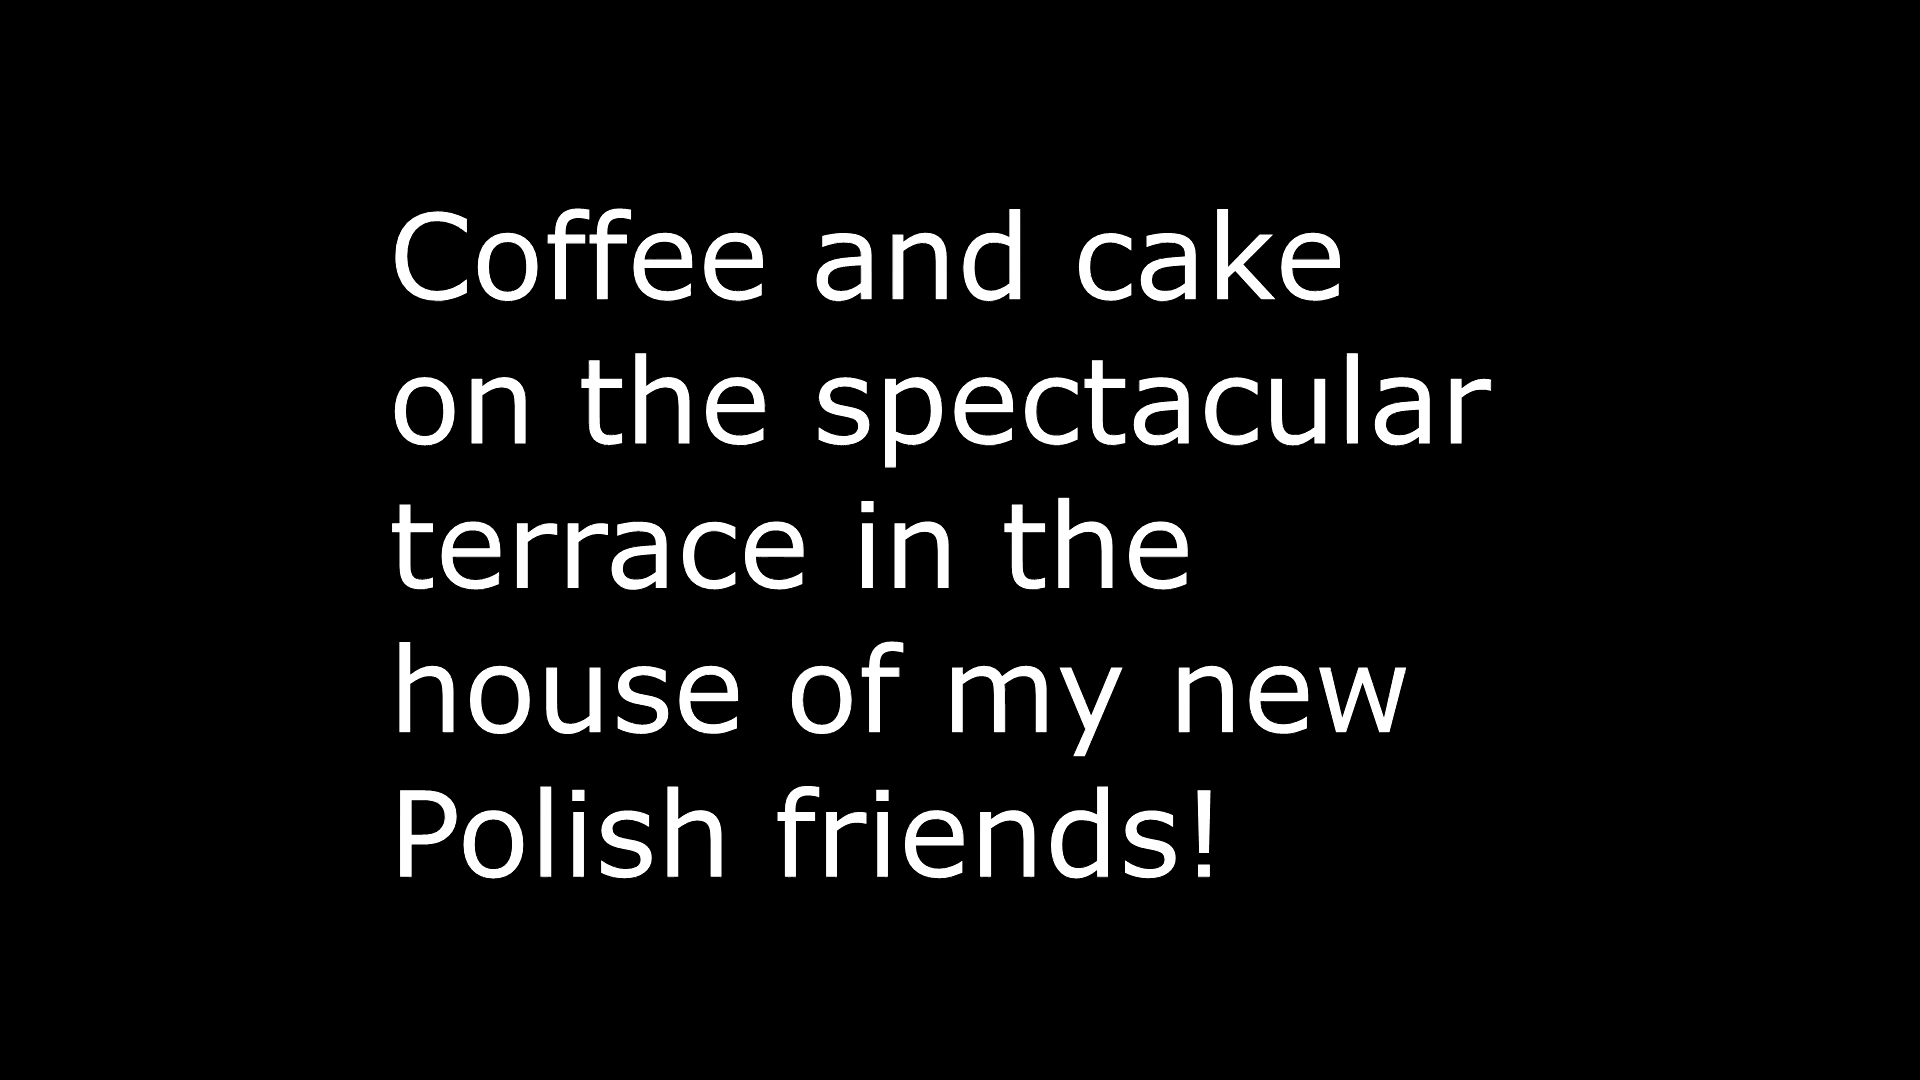 Coffee and cake
on the spectacular
terrace in the
house of my new
Polish friends!